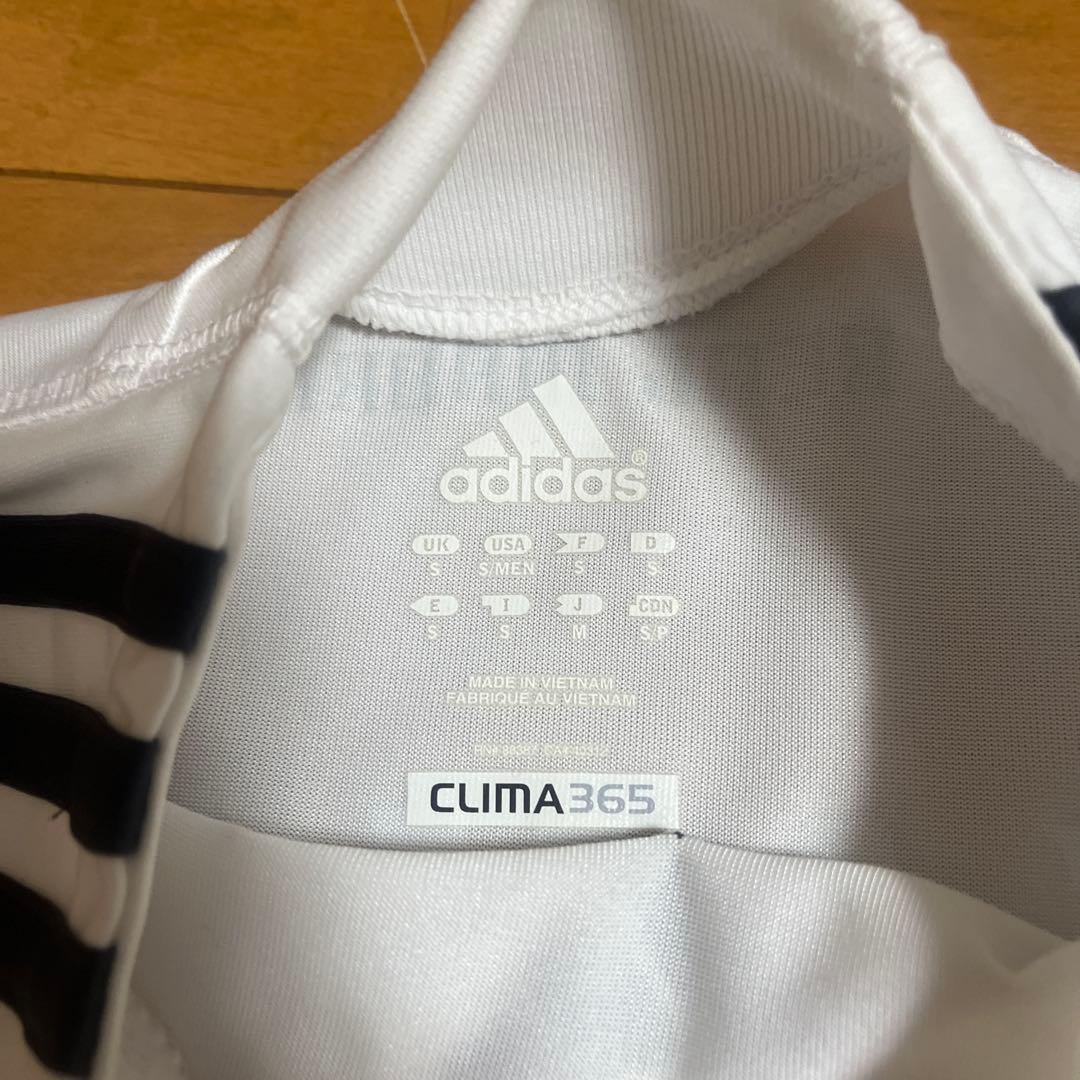 adidas®
UK USA F D
S S/MEN S S
E I J CDN
S S M S/P
MADE IN VIETNAM
FABRIQUE AU VIETNAM
CLIMA365